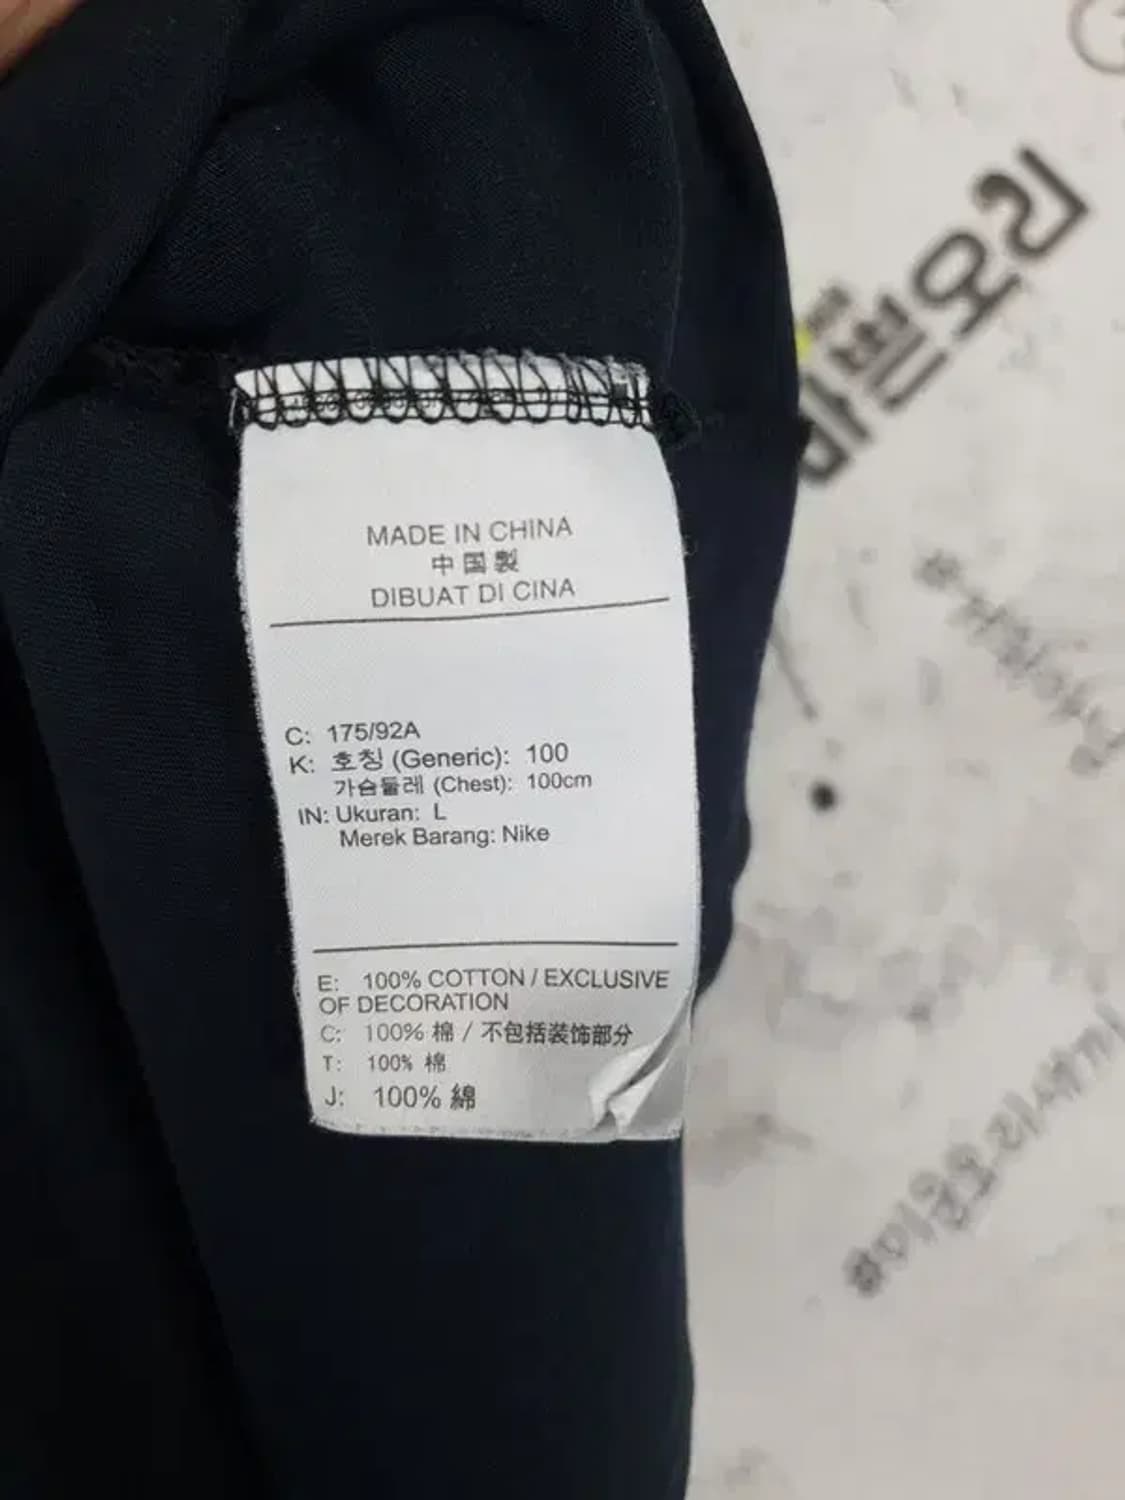 MADE IN CHINA
中国製
DIBUAT DI CINA
C: 175/92A
K: 호칭 (Generic): 100
가슴둘레 (Chest): 100cm
IN: Ukuran: L
Merek Barang: Nike
E: 100% COTTON / EXCLUSIVE
OF DECORATION
C: 100% 棉 / 不包括装饰部分
T: 100% 棉
J: 100% 綿